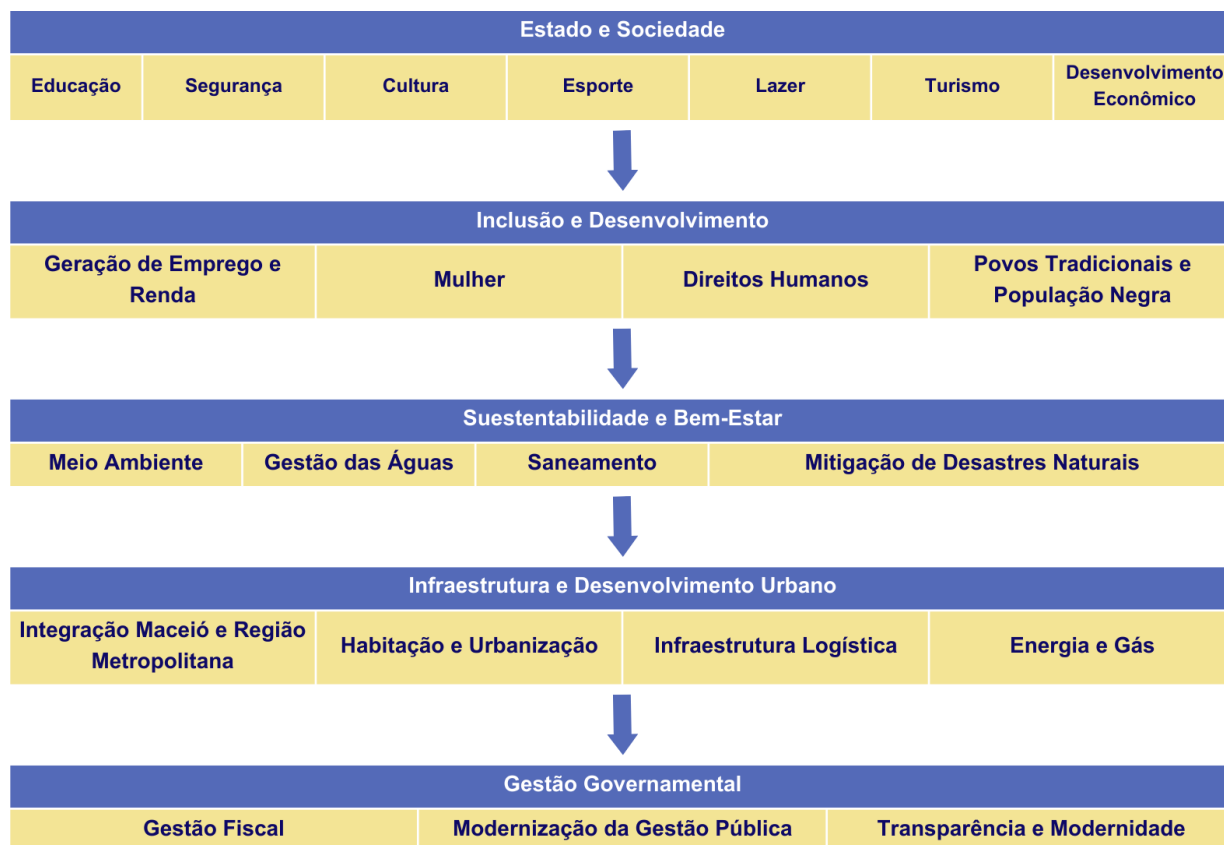 Estado e Sociedade
Educação
Segurança
Cultura
Esporte
Lazer
Turismo
Desenvolvimento
Econômico
Inclusão e Desenvolvimento
Geração de Emprego e
Renda
Mulher
Direitos Humanos
Povos Tradicionais e
População Negra
Suestentabilidade e Bem-Estar
Meio Ambiente
Gestão das Águas
Saneamento
Mitigação de Desastres Naturais
Infraestrutura e Desenvolvimento Urbano
Integração Maceió e Região
Metropolitana
Habitação e Urbanização
Infraestrutura Logística
Energia e Gás
Gestão Governamental
Gestão Fiscal
Modernização da Gestão Pública
Transparência e Modernidade